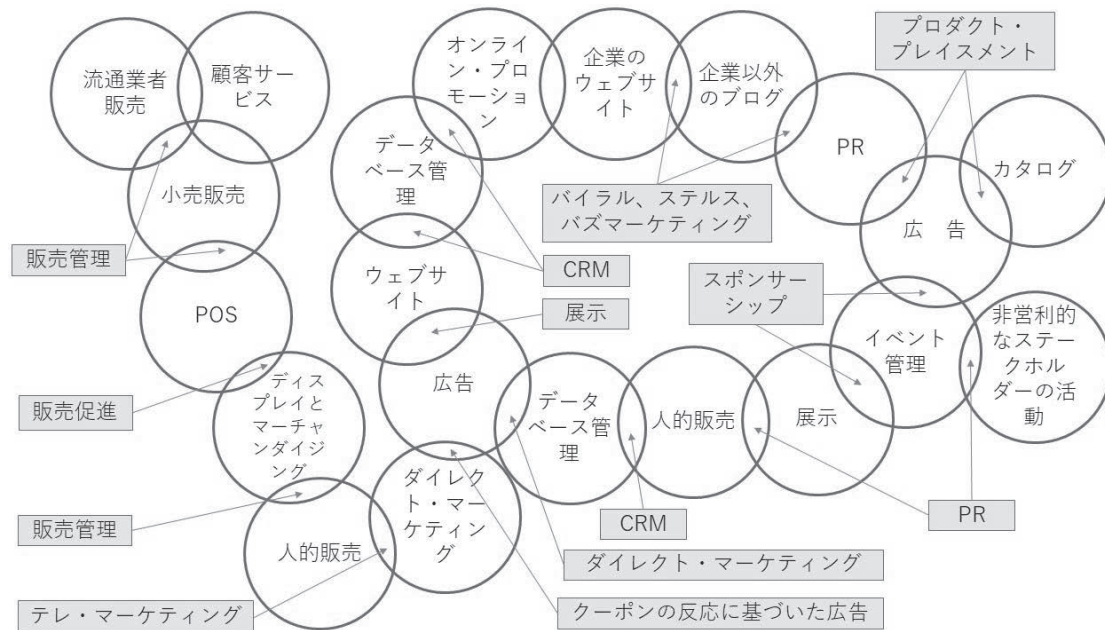 流通業者
販売
顧客サー
ビス
小売販売
販売管理
POS
販売促進
ディス
プレイと
マーチャ
ンダイジ
ング
販売管理
人的販売
テレ・マーケティング
オンライ
ン・プロ
モーショ
ン
企業の
ウェブサ
イト
企業以外
のブログ
データ
ベース管
理
バイラル、ステルス、
バズマーケティング
CRM
ウェブサ
イト
展示
広告
データ
ベース管
理
人的販売
展示
ダイレク
ト・マー
ケティン
グ
CRM
ダイレクト・マーケティング
クーポンの反応に基づいた広告
プロダクト・
プレイスメント
PR
カタログ
広　告
スポンサー
シップ
イベント
管理
非営利的
なステー
クホル
ダーの活
動
PR